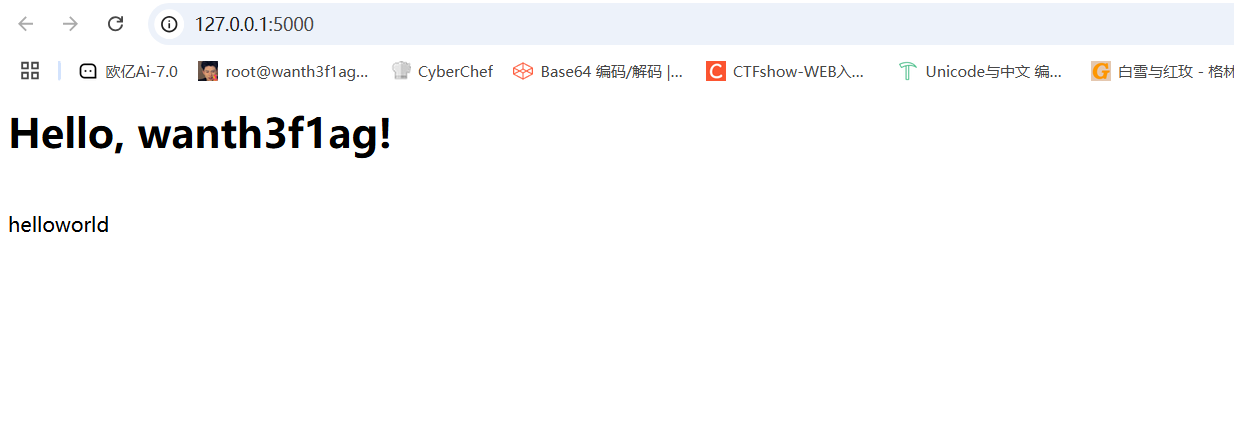 127.0.0.1:5000
欧亿Ai-7.0 root@wanth3f1ag... CyberChef Base64 编码/解码 |... CTFshow-WEB入... Unicode与中文 编... 白雪与红玫 - 格林
Hello, wanth3f1ag!
helloworld